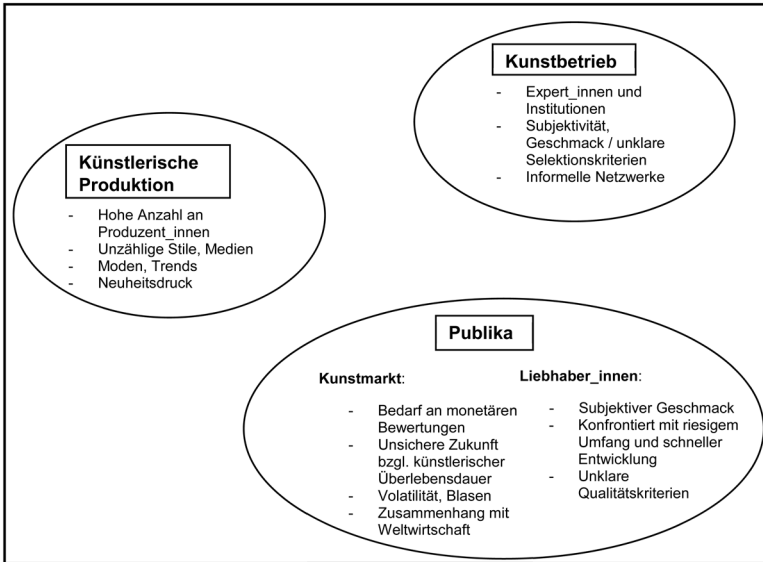 Kunstbetrieb
- Expert_innen und
Institutionen
- Subjektivität,
Geschmack / unklare
Selektionskriterien
- Informelle Netzwerke
Künstlerische
Produktion
- Hohe Anzahl an
Produzent_innen
- Unzählige Stile, Medien
- Moden, Trends
- Neuheitsdruck
Publika
Kunstmarkt:
- Bedarf an monetären
Bewertungen
- Unsichere Zukunft
bzgl. künstlerischer
Überlebensdauer
- Volatilität, Blasen
- Zusammenhang mit
Weltwirtschaft
Liebhaber_innen:
- Subjektiver Geschmack
- Konfrontiert mit riesigem
Umfang und schneller
Entwicklung
- Unklare
Qualitätskriterien